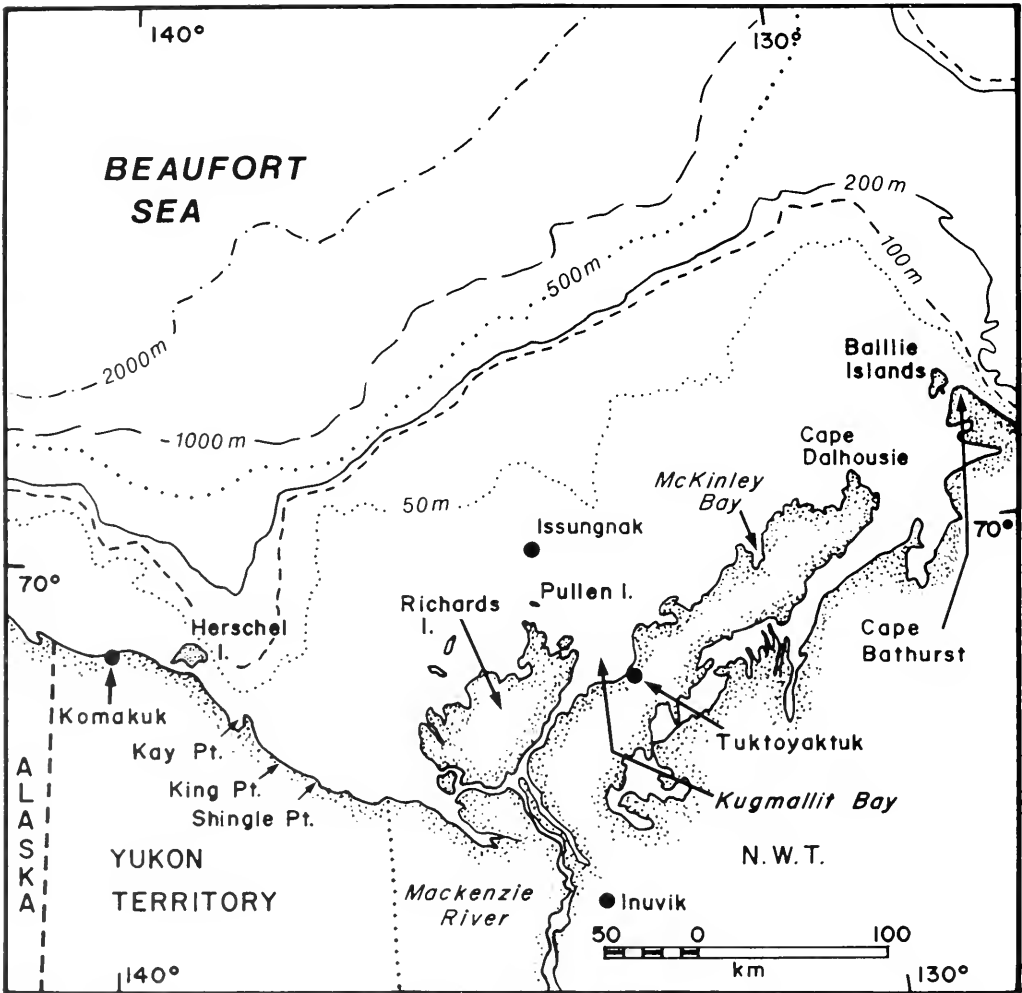 140°
130°
BEAUFORT
SEA
200m
100m
500m
2000m
1000m
50m
Balllie
Islands
Cape
Dalhousie
McKinley
Bay
Issungnak
70°
70°
Pullen I.
Richards
I.
Herschel
I.
Cape
Bathurst
Komakuk
Kay Pt.
Tuktoyaktuk
King Pt.
Shingle Pt.
Kugmallit Bay
ALASKA
YUKON
TERRITORY
N.W.T.
Mackenzie
River
Inuvik
50 0 100
km
140°
130°